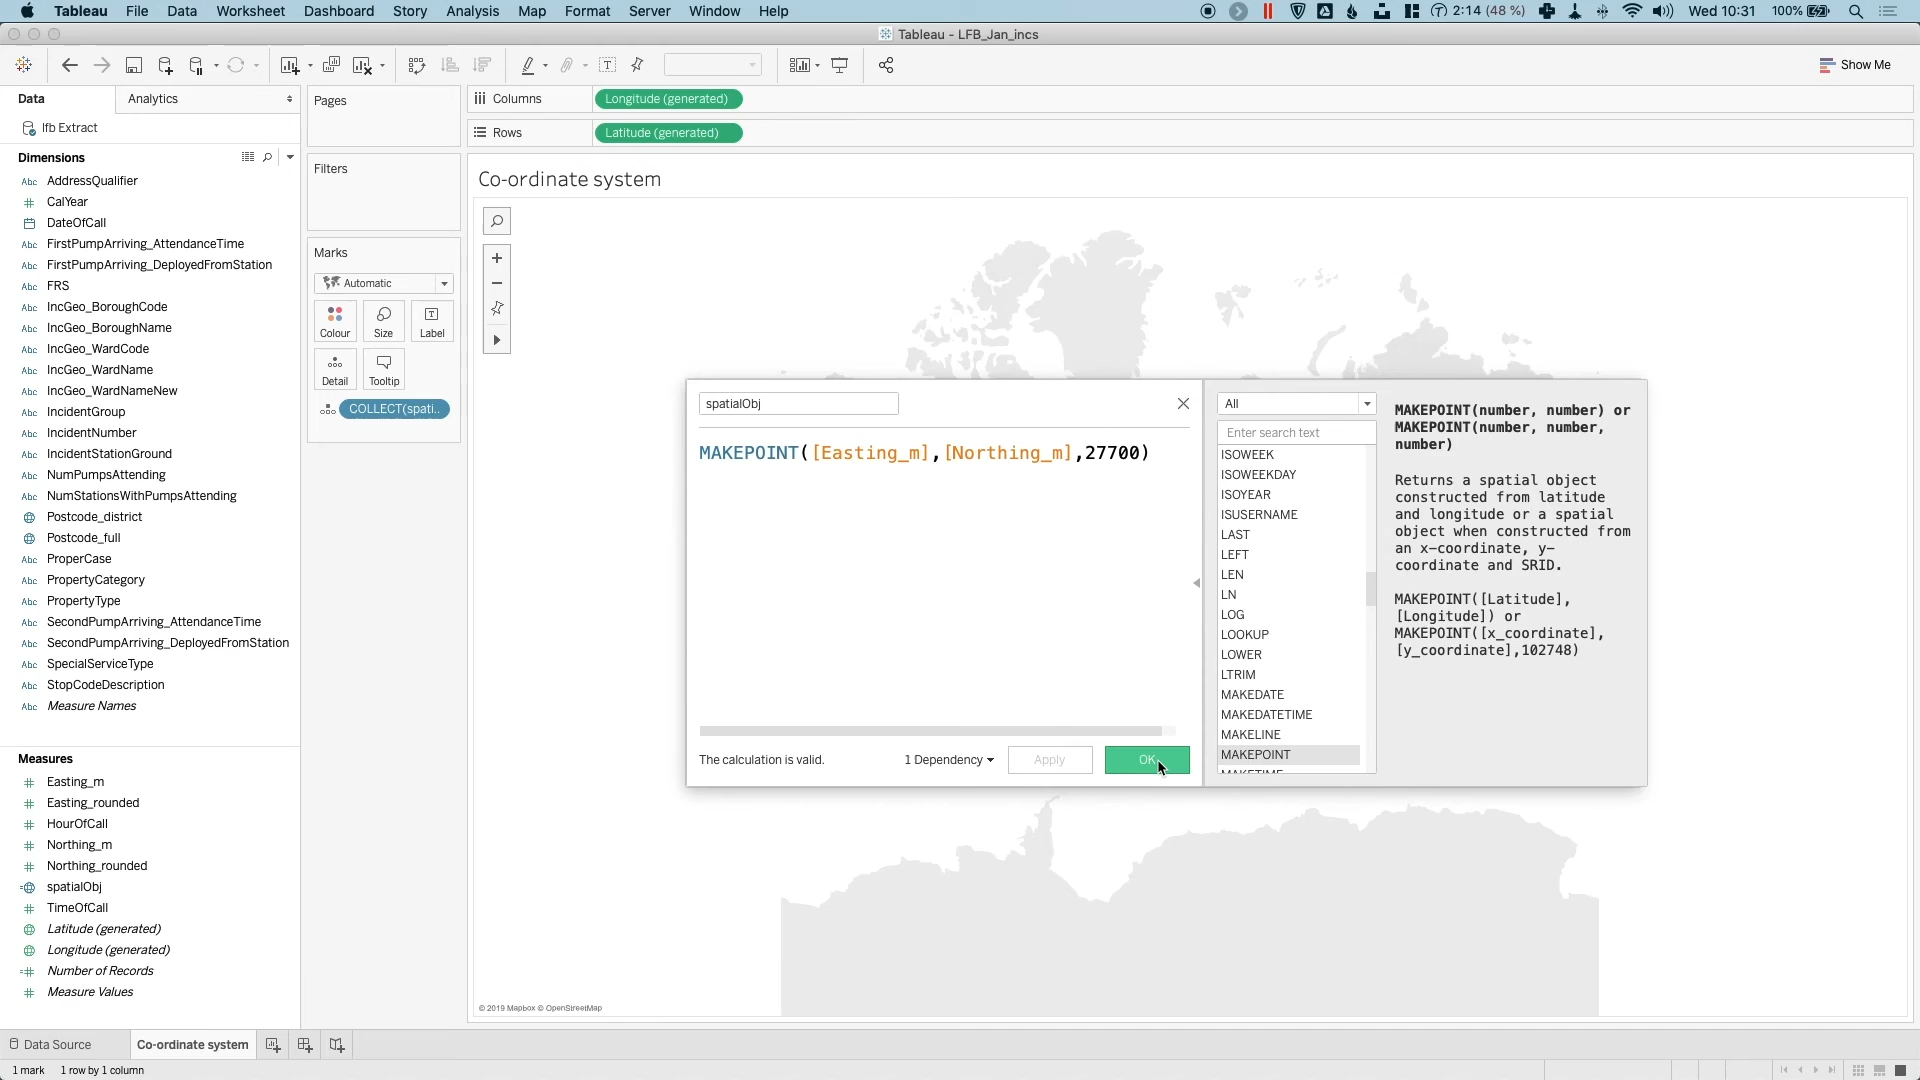 Tableau File Data Worksheet Dashboard Story Analysis Map Format Server Window Help
2:14 (48 %) Wed 10:31 100%
Tableau - LFB_Jan_incs
Show Me
Data Analytics
lfb Extract
Dimensions
AddressQualifier
CalYear
DateOfCall
FirstPumpArriving_AttendanceTime
FirstPumpArriving_DeployedFromStation
FRS
IncGeo_BoroughCode
IncGeo_BoroughName
IncGeo_WardCode
IncGeo_WardName
IncGeo_WardNameNew
IncidentGroup
IncidentNumber
IncidentStationGround
NumPumpsAttending
NumStationsWithPumpsAttending
Postcode_district
Postcode_full
ProperCase
PropertyCategory
PropertyType
SecondPumpArriving_AttendanceTime
SecondPumpArriving_DeployedFromStation
SpecialServiceType
StopCodeDescription
Measure Names
Measures
Easting_m
Easting_rounded
HourOfCall
Northing_m
Northing_rounded
spatialObj
TimeOfCall
Latitude (generated)
Longitude (generated)
Number of Records
Measure Values
Pages
Filters
Marks
Automatic
Colour Size Label
Detail Tooltip
COLLECT(spati..
Columns Longitude (generated)
Rows Latitude (generated)
Co-ordinate system
spatialObj
MAKEPOINT([Easting_m],[Northing_m],27700)
The calculation is valid. 1 Dependency Apply OK
All
Enter search text
ISOWEEK
ISOWEEKDAY
ISOYEAR
ISUSERNAME
LAST
LEFT
LEN
LN
LOG
LOOKUP
LOWER
LTRIM
MAKEDATE
MAKEDATETIME
MAKELINE
MAKEPOINT
MAKETIME
MAKEPOINT(number, number) or
MAKEPOINT(number, number,
number)
Returns a spatial object
constructed from latitude
and longitude or a spatial
object when constructed from
an x-coordinate, y-
coordinate and SRID.
MAKEPOINT([Latitude],
[Longitude]) or
MAKEPOINT([x_coordinate],
[y_coordinate],102748)
© 2019 Mapbox © OpenStreetMap
Data Source Co-ordinate system
1 mark 1 row by 1 column